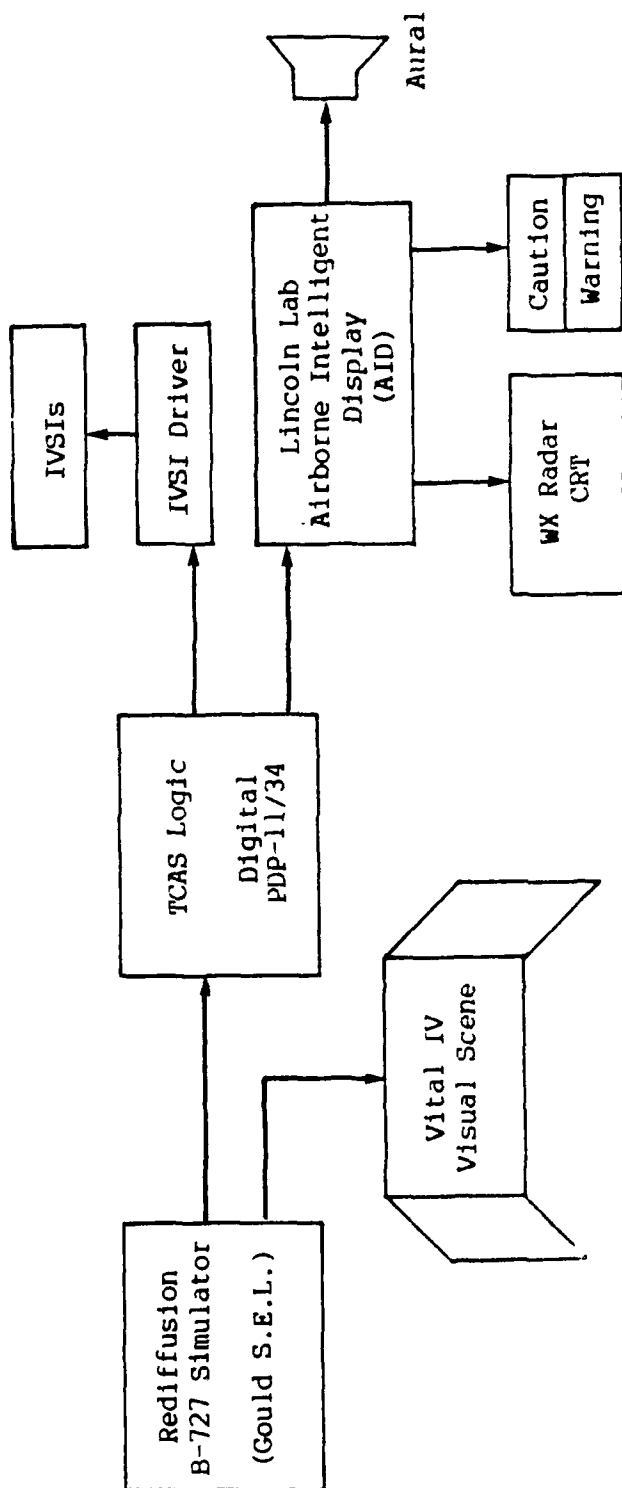 Rediffusion
B-727 Simulator
(Gould S.E.L.)
Vital IV
Visual Scene
TCAS Logic
Digital
PDP-11/34
IVSIs
IVSI Driver
Lincoln Lab
Airborne Intelligent
Display
(AID)
Aural
WX Radar
CRT
Caution
Warning